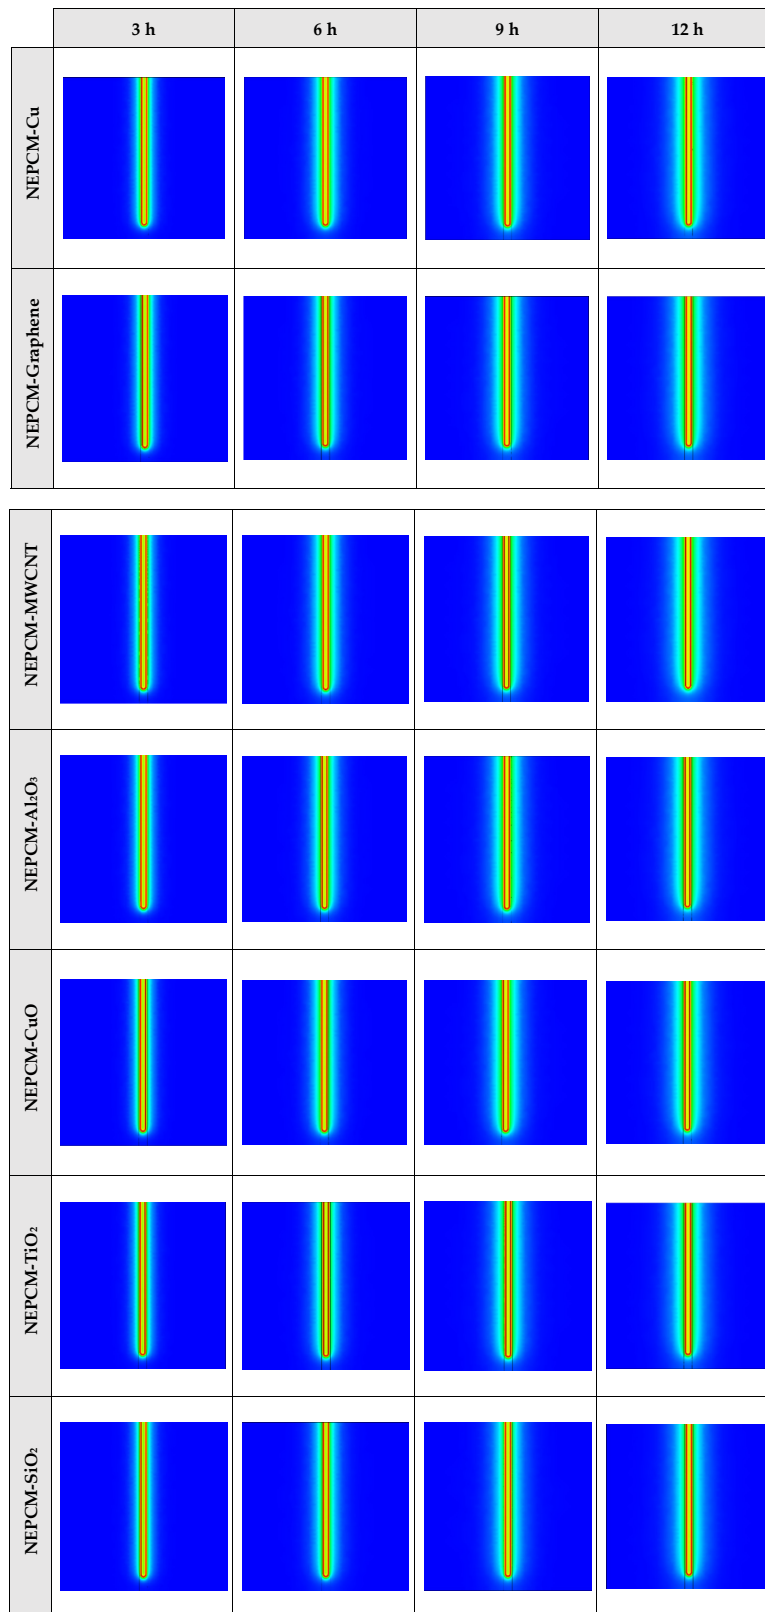 3 h 6 h 9 h 12 h
NEPCM-Cu
NEPCM-Graphene
NEPCM-MWCNT
NEPCM-Al₂O₃
NEPCM-CuO
NEPCM-TiO₂
NEPCM-SiO₂